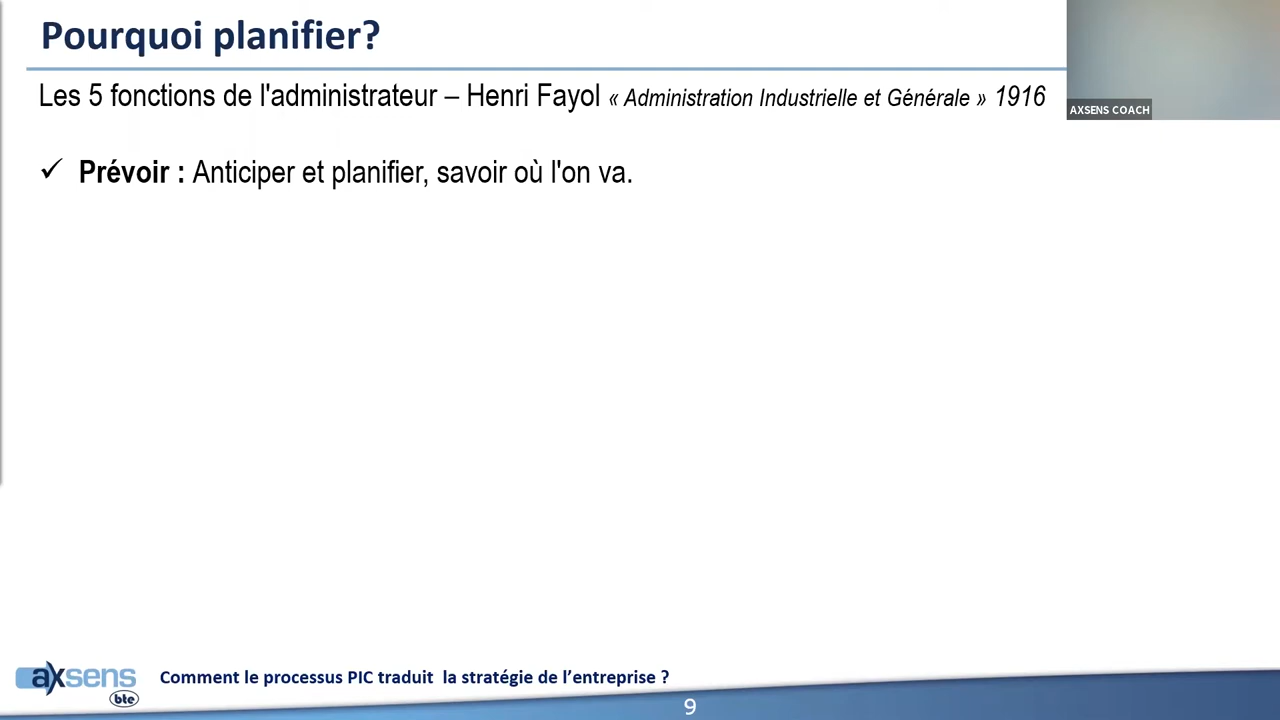 Pourquoi planifier?
Les 5 fonctions de l'administrateur – Henri Fayol « Administration Industrielle et Générale » 1916
AXSENS COACH
✓ Prévoir : Anticiper et planifier, savoir où l'on va.
axsens
bte
Comment le processus PIC traduit la stratégie de l’entreprise ?
9